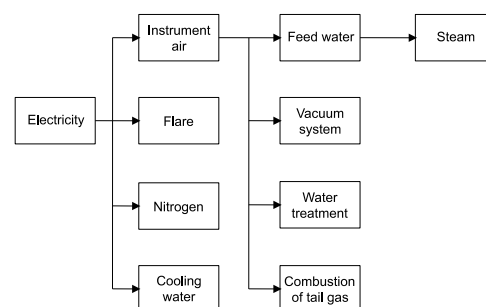 Instrument
air
Feed water
Steam
Electricity
Flare
Vacuum
system
Nitrogen
Water
treatment
Cooling
water
Combustion
of tail gas